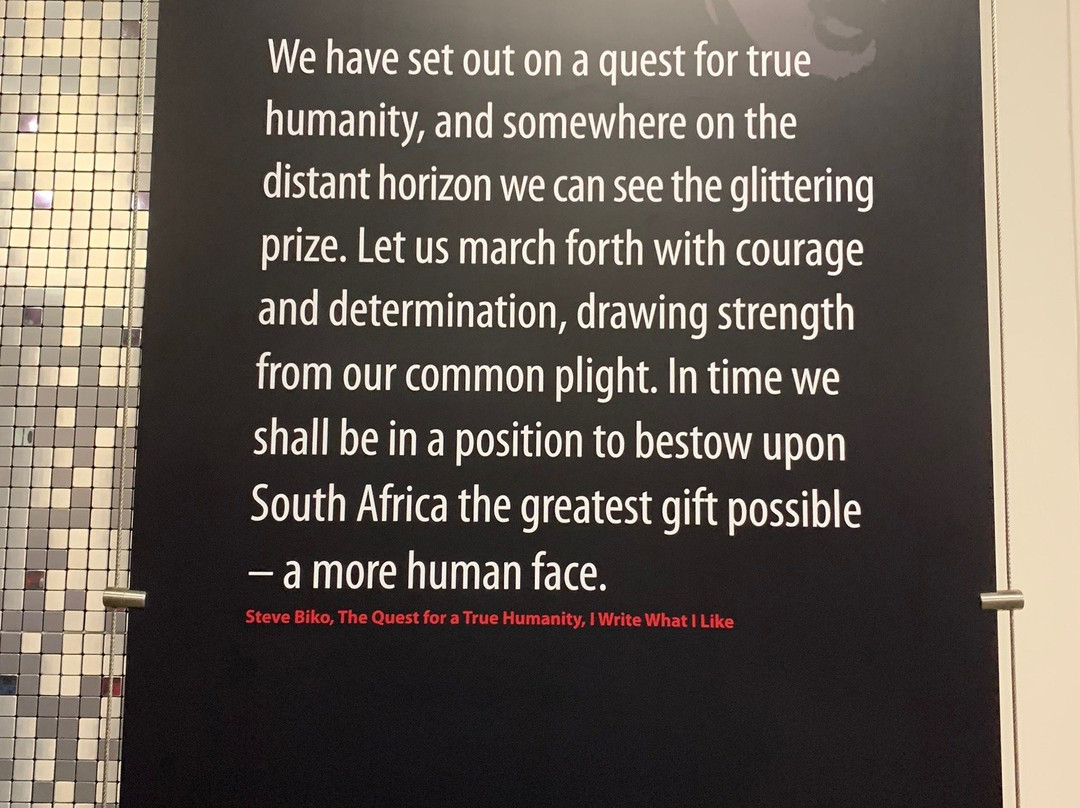 We have set out on a quest for true
humanity, and somewhere on the
distant horizon we can see the glittering
prize. Let us march forth with courage
and determination, drawing strength
from our common plight. In time we
shall be in a position to bestow upon
South Africa the greatest gift possible
– a more human face.
Steve Biko, The Quest for a True Humanity, I Write What I Like